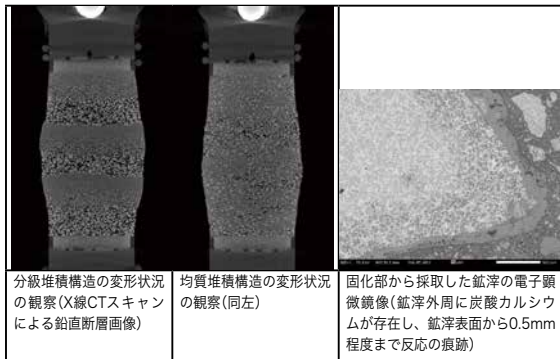 分級堆積構造の変形状況
の観察(X線CTスキャン
による鉛直断層画像)
均質堆積構造の変形状況
の観察(同左)
固化部から採取した鉱滓の電子顕
微鏡像(鉱滓外周に炭酸カルシウ
ムが存在し、鉱滓表面から0.5mm
程度まで反応の痕跡)